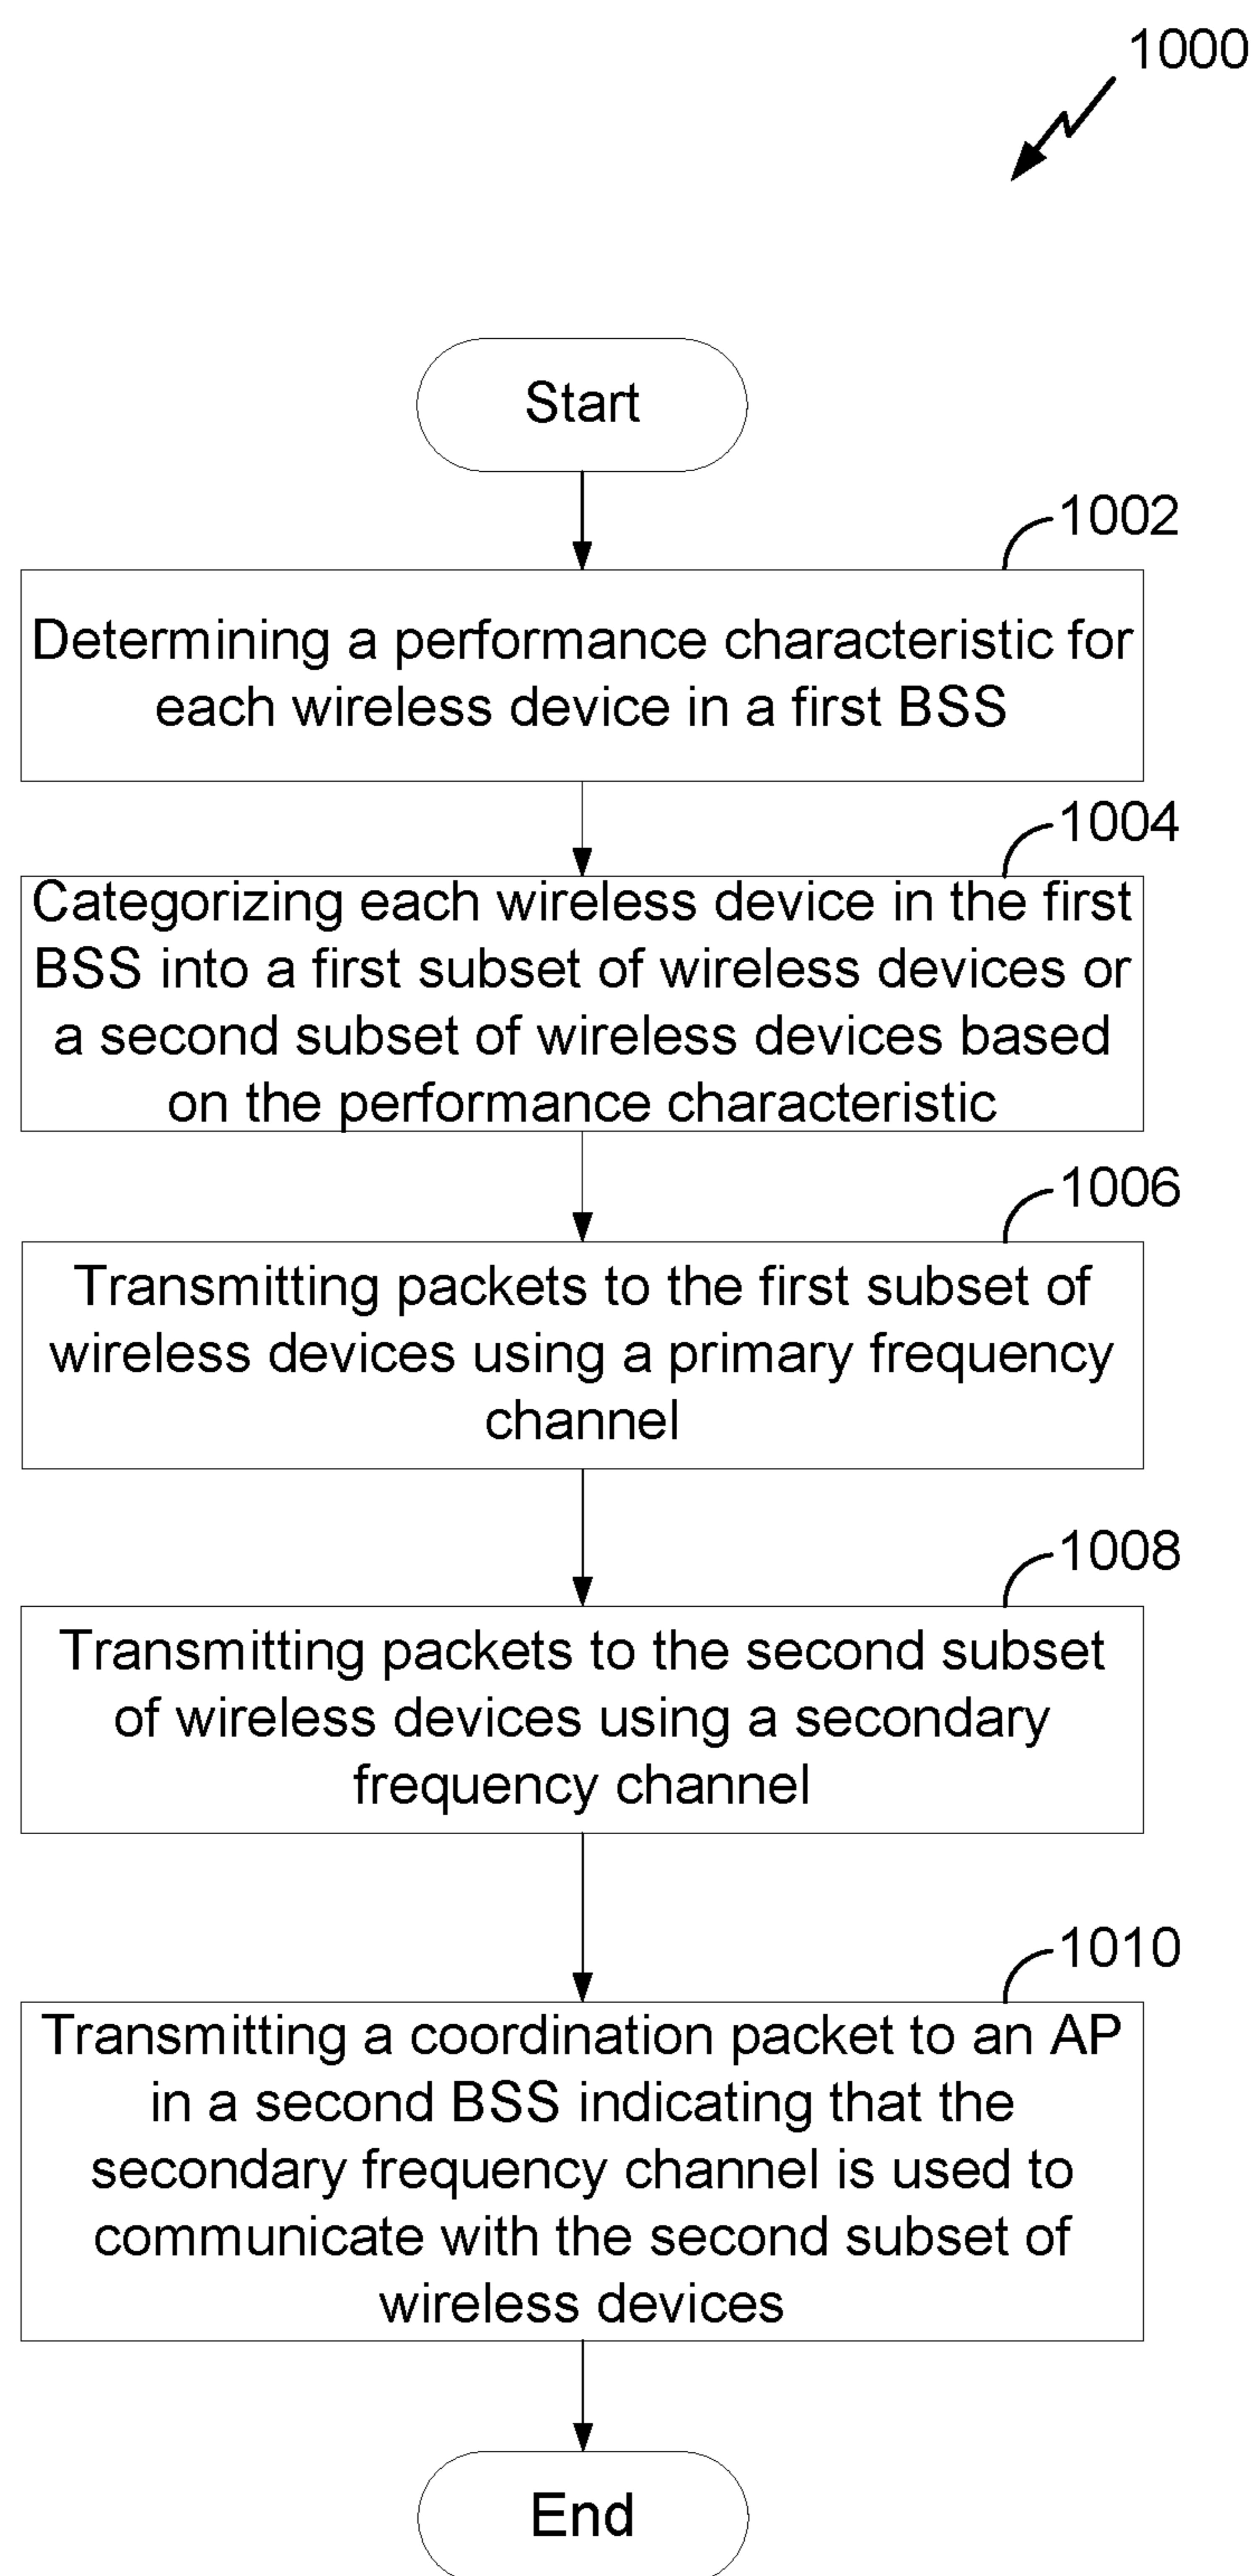 1000
Start
1002
Determining a performance characteristic for
each wireless device in a first BSS
1004
Categorizing each wireless device in the first
BSS into a first subset of wireless devices or
a second subset of wireless devices based
on the performance characteristic
1006
Transmitting packets to the first subset of
wireless devices using a primary frequency
channel
1008
Transmitting packets to the second subset
of wireless devices using a secondary
frequency channel
1010
Transmitting a coordination packet to an AP
in a second BSS indicating that the
secondary frequency channel is used to
communicate with the second subset of
wireless devices
End